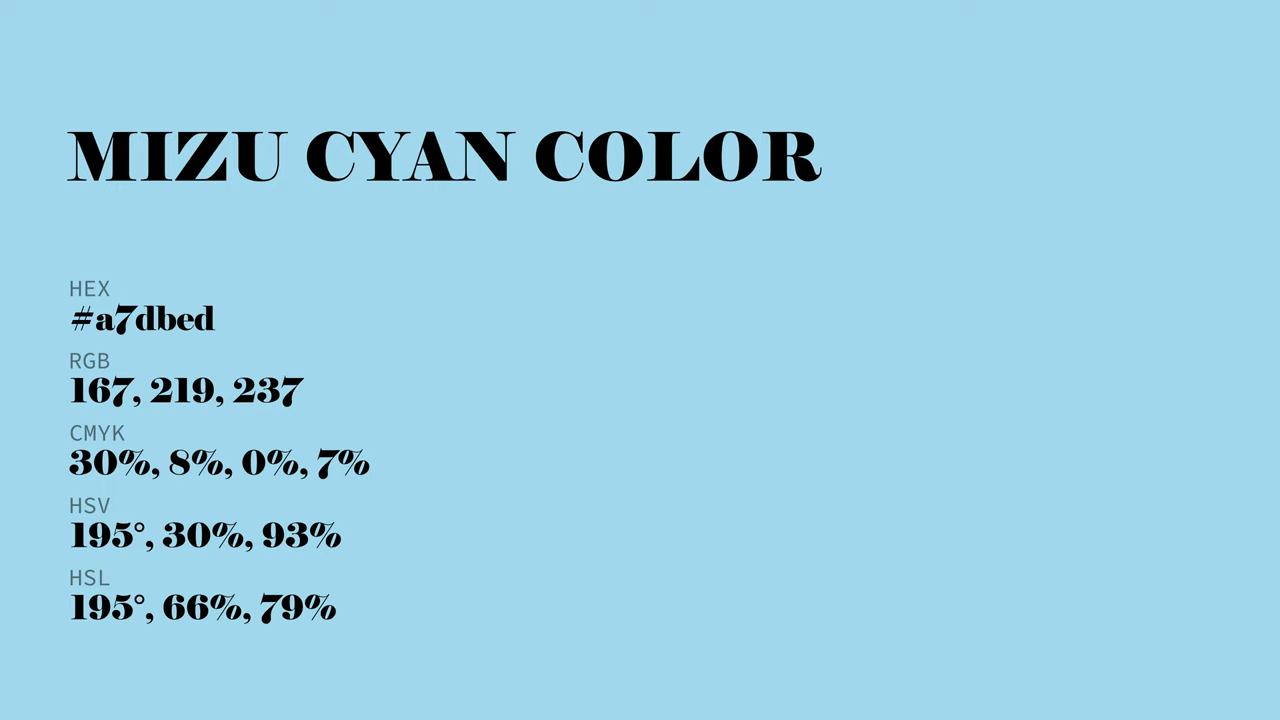 MIZU CYAN COLOR
HEX
#a7dbed
RGB
167, 219, 237
CMYK
30%, 8%, 0%, 7%
HSV
195°, 30%, 93%
HSL
195°, 66%, 79%